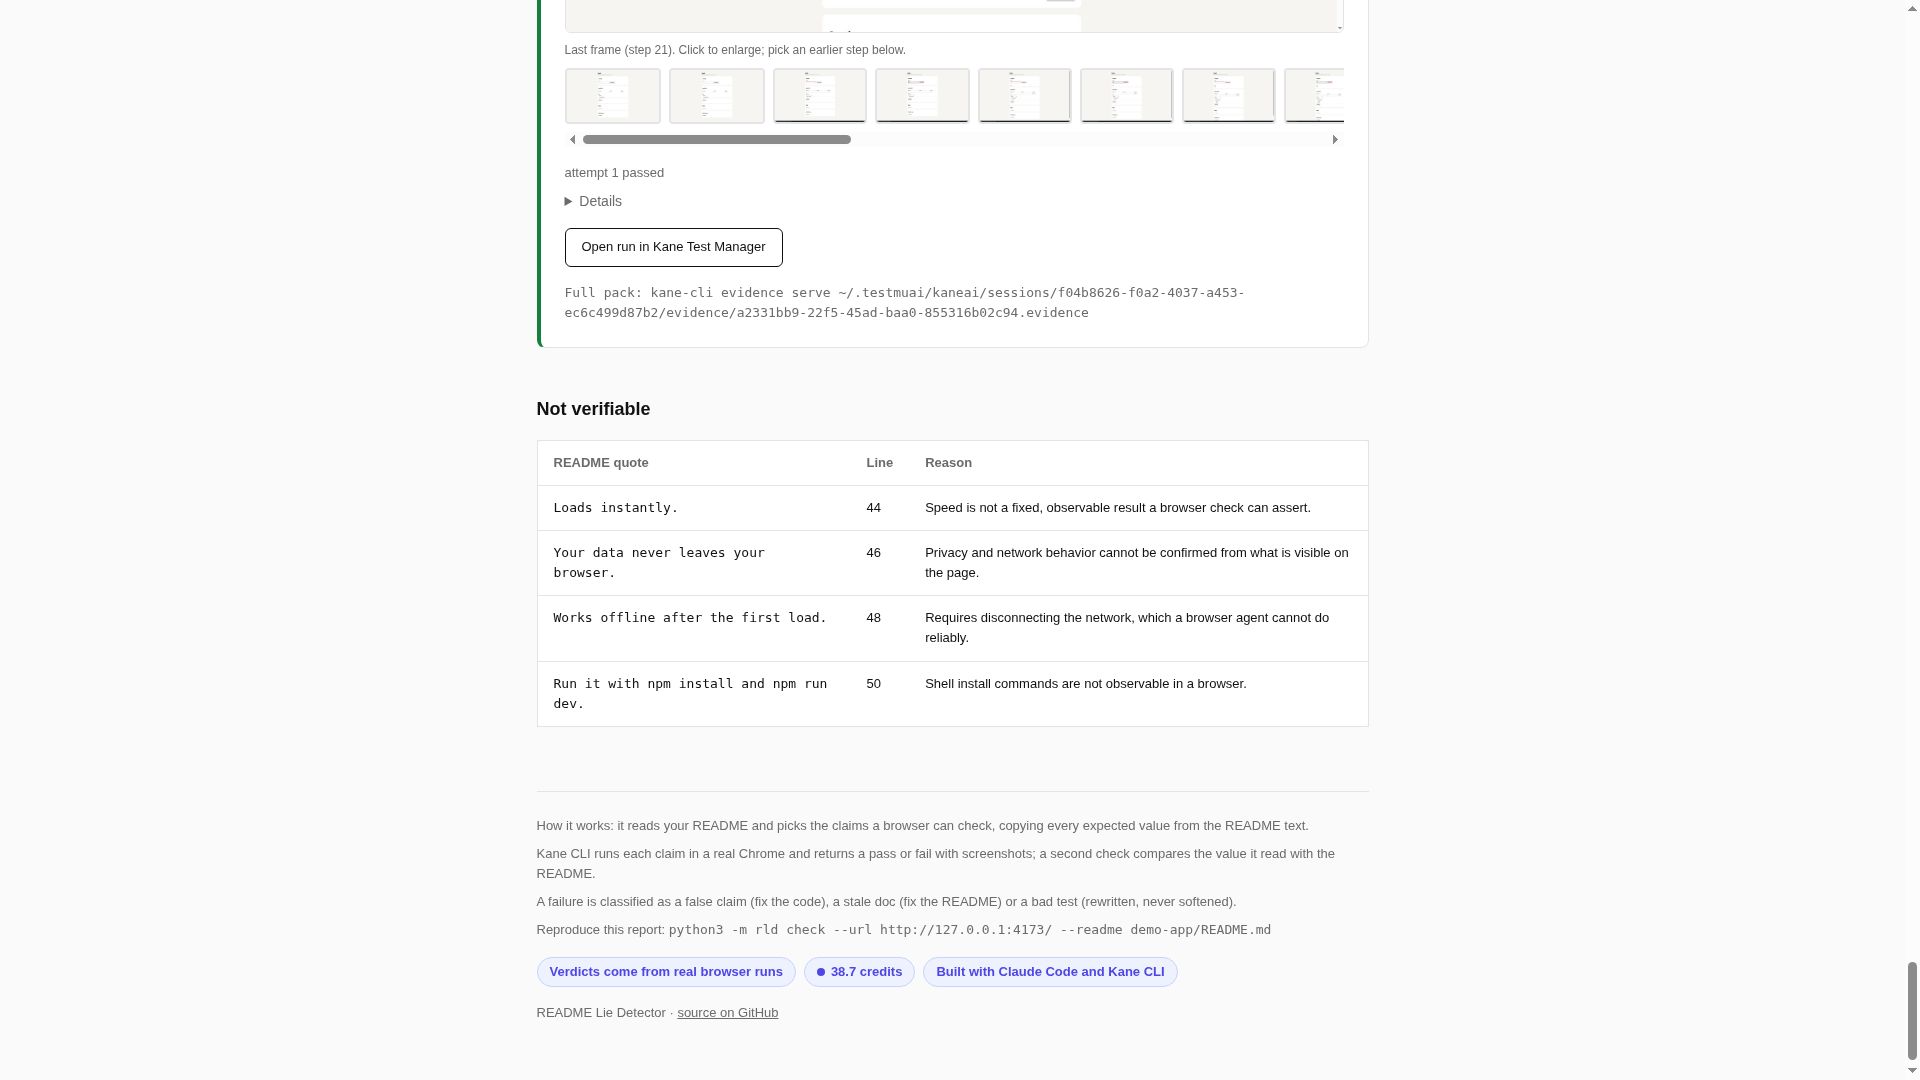 Last frame (step 21). Click to enlarge; pick an earlier step below.
attempt 1 passed
Details
Open run in Kane Test Manager
Full pack: kane-cli evidence serve ~/.testmuai/kaneai/sessions/f04b8626-f0a2-4037-a453-
ec6c499d87b2/evidence/a2331bb9-22f5-45ad-baa0-855316b02c94.evidence
Not verifiable
README quote Line Reason
Loads instantly. 44 Speed is not a fixed, observable result a browser check can assert.
Your data never leaves your 46 Privacy and network behavior cannot be confirmed from what is visible on
browser. the page.
Works offline after the first load. 48 Requires disconnecting the network, which a browser agent cannot do
reliably.
Run it with npm install and npm run 50 Shell install commands are not observable in a browser.
dev.
How it works: it reads your README and picks the claims a browser can check, copying every expected value from the README text.
Kane CLI runs each claim in a real Chrome and returns a pass or fail with screenshots; a second check compares the value it read with the
README.
A failure is classified as a false claim (fix the code), a stale doc (fix the README) or a bad test (rewritten, never softened).
Reproduce this report: python3 -m rld check --url http://127.0.0.1:4173/ --readme demo-app/README.md
Verdicts come from real browser runs 38.7 credits Built with Claude Code and Kane CLI
README Lie Detector · source on GitHub